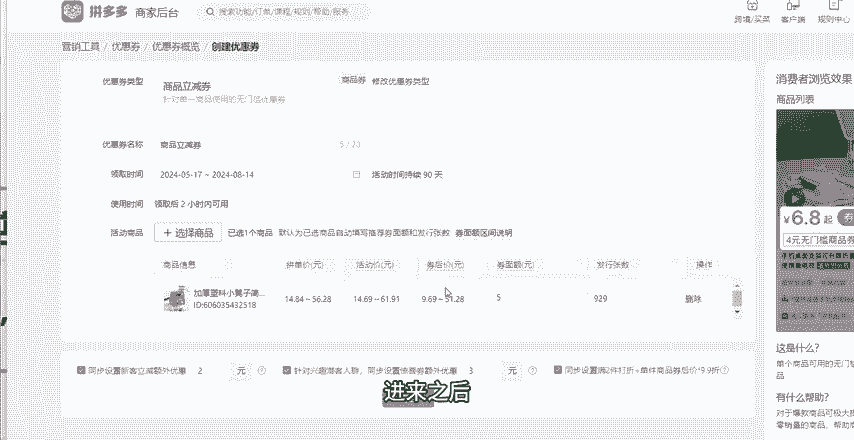 拼多多 商家后台
搜索功能/订单/课程/规则/帮助/服务
跨境/买菜 客户端 规则中心
营销工具 / 优惠券 / 优惠券概览 / 创建优惠券
优惠券类型 商品立减券 商品券 修改优惠券类型
针对单一商品使用的无门槛优惠券
优惠券名称 商品立减券 5 / 20
领取时间 2024-05-17 ~ 2024-08-14 活动时间持续 90 天
使用时间 领取后 2 小时内可用
活动商品 + 选择商品 已选1个商品 默认为已选商品自动填写推荐券面额和发行张数 券面额区间说明
商品信息 拼单价(元) 活动价(元) 券后价(元) 券面额(元) 发行张数 操作
加厚塑料小凳子高...
ID:606035432518
14.84 ~ 56.28 14.69 ~ 61.91 9.69 ~ 51.28 5 929 删除
同步设置新客立减额外优惠 2 元 针对兴趣潜客人群，同步设置惊喜券额外优惠 3 元 同步设置满2件打折=单件商品券后价*9.9折
进来之后
消费者浏览效果
商品列表
¥6.8起
4元无门槛商品券
这是什么?
单个商品可用的无门
品
有什么帮助?
对于爆款商品可极大
零销量的商品，帮助